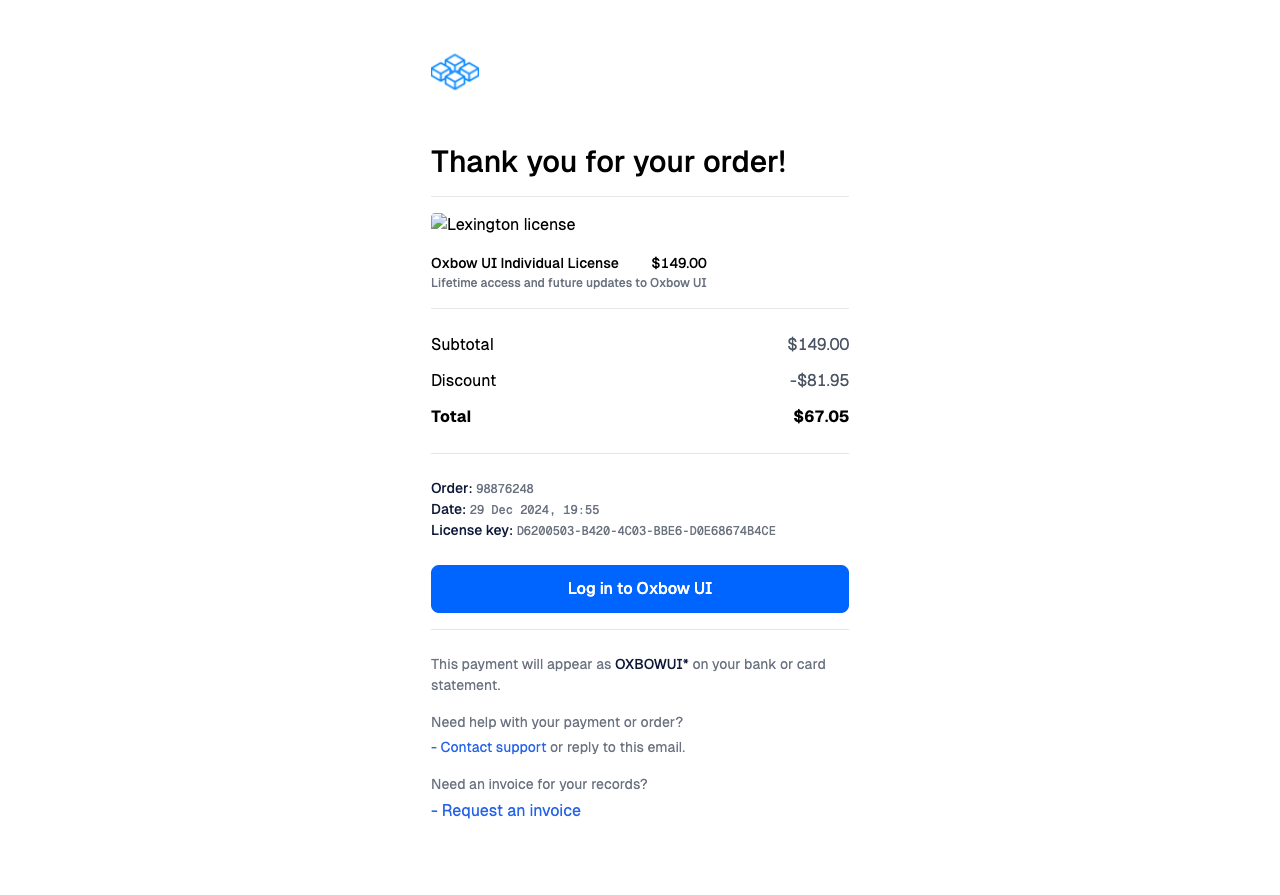 Thank you for your order!
Lexington license
Oxbow UI Individual License $149.00
Lifetime access and future updates to Oxbow UI
Subtotal $149.00
Discount -$81.95
Total $67.05
Order: 98876248
Date: 29 Dec 2024, 19:55
License key: D6200503-B420-4C03-BBE6-D0E68674B4CE
Log in to Oxbow UI
This payment will appear as OXBOWUI* on your bank or card
statement.
Need help with your payment or order?
- Contact support or reply to this email.
Need an invoice for your records?
- Request an invoice